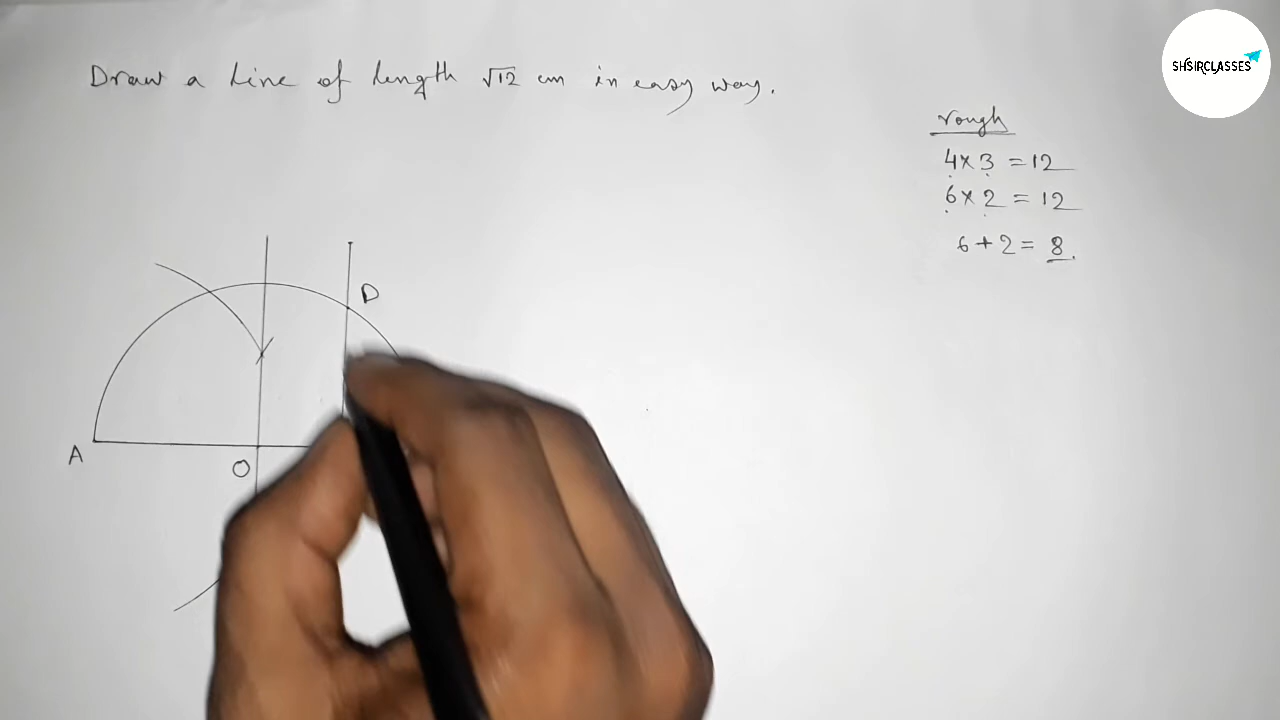 Draw a line of length √12 cm in easy way.
SHSIRCLASSES
rough
4 x 3 = 12
6 x 2 = 12
6 + 2 = 8.
D
A
O